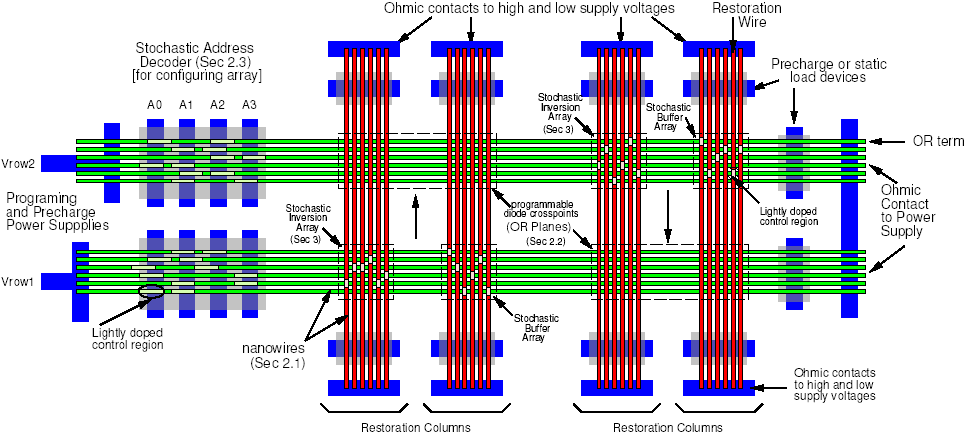 Ohmic contacts to high and low supply voltages
Restoration
Wire
Stochastic Address
Decoder (Sec 2.3)
[for configuring array]
Precharge or static
load devices
A0 A1 A2 A3
Stochastic
Inversion
Array
(Sec 3)
Stochastic
Buffer
Array
OR term
Vrow2
Programing
and Precharge
Power Suppplies
Ohmic
Contact
to Power
Supply
Stochastic
Inversion
Array
(Sec 3)
programmable
diode crosspoints
(OR Planes)
(Sec 2.2)
Lightly doped
control region
Vrow1
Lightly doped
control region
nanowires
(Sec 2.1)
Stochastic
Buffer
Array
Ohmic contacts
to high and low
supply voltages
Restoration Columns
Restoration Columns